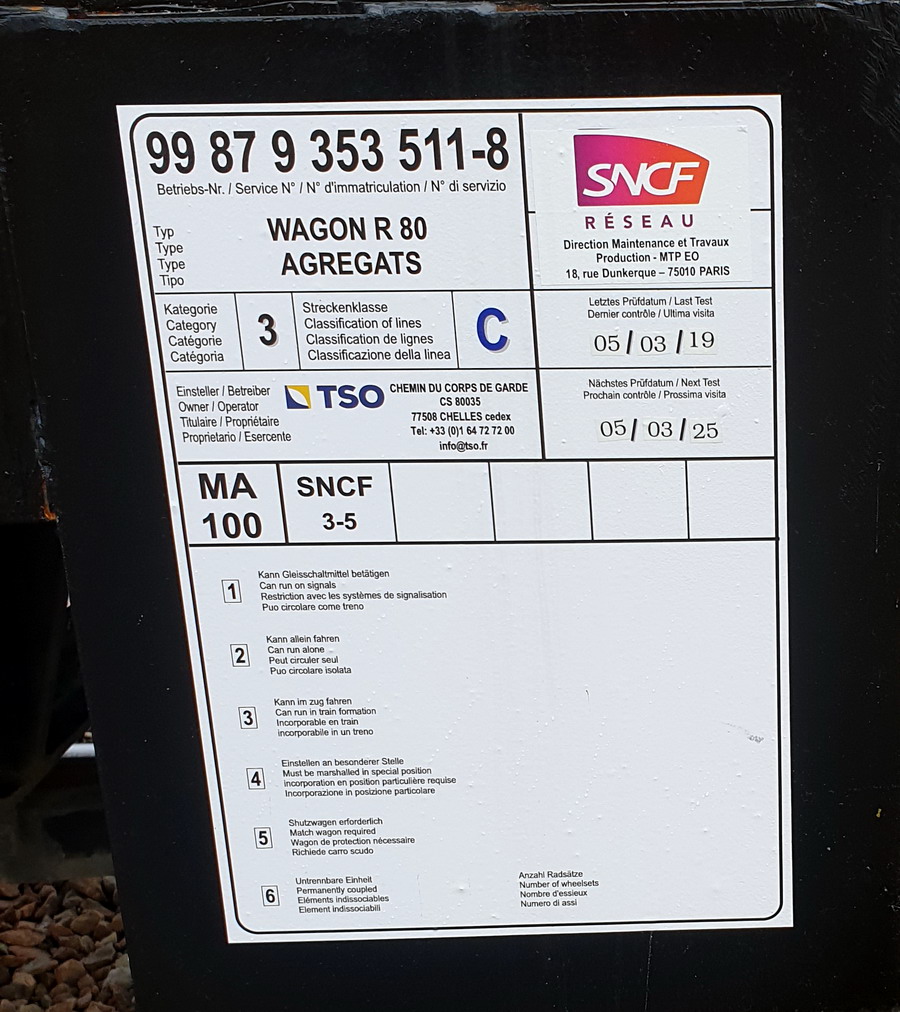 99 87 9 353 511-8
Betriebs-Nr. / Service N° / N° d'immatriculation / N° di servizio
Typ
Type
Type
Tipo
WAGON R 80
AGREGATS
SNCF
RÉSEAU
Direction Maintenance et Travaux
Production - MTP EO
18, rue Dunkerque – 75010 PARIS
Kategorie
Category
Catégorie
Catégoria
3
Streckenklasse
Classification of lines
Classification de lignes
Classificazione della linea
C
Letztes Prüfdatum / Last Test
Dernier contrôle / Ultima visita
05/03/19
Einsteller / Betreiber
Owner / Operator
Titulaire / Propriétaire
Proprietario / Esercente
TSO
CHEMIN DU CORPS DE GARDE
CS 80035
77508 CHELLES cedex
Tel: +33 (0)1 64 72 72 00
info@tso.fr
Nächstes Prüfdatum / Next Test
Prochain contrôle / Prossima visita
05/03/25
MA
100
SNCF
3-5
1
Kann Gleisschaltmittel betätigen
Can run on signals
Restriction avec les systèmes de signalisation
Puo circolare come treno
2
Kann allein fahren
Can run alone
Peut circuler seul
Puo circolare isolata
3
Kann im zug fahren
Can run in train formation
Incorporable en train
incorporabile in un treno
4
Einstellen an besonderer Stelle
Must be marshalled in special position
incorporation en position particulière requise
Incorporazione in posizione particolare
5
Shutzwagen erforderlich
Match wagon required
Wagon de protection nécessaire
Richiede carro scudo
6
Untrennbare Einheit
Permanently coupled
Eléments indissociables
Element indissociabili
Anzahl Radsätze
Number of wheelsets
Nombre d'essieux
Numero di assi